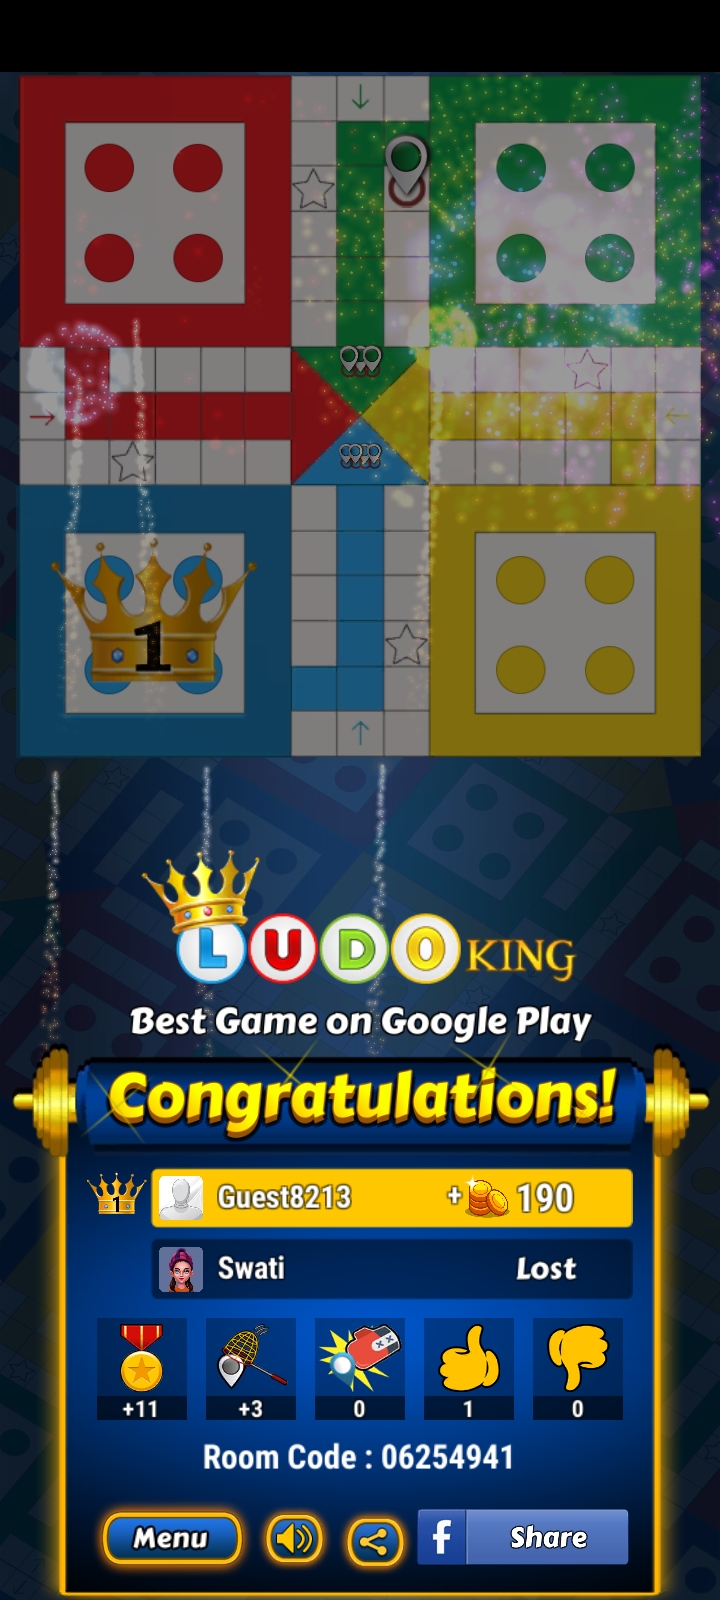 1
LUDO KING
Best Game on Google Play
Congratulations!
1 Guest8213 + 190
Swati Lost
+11 +3 0 1 0
Room Code : 06254941
Menu f Share